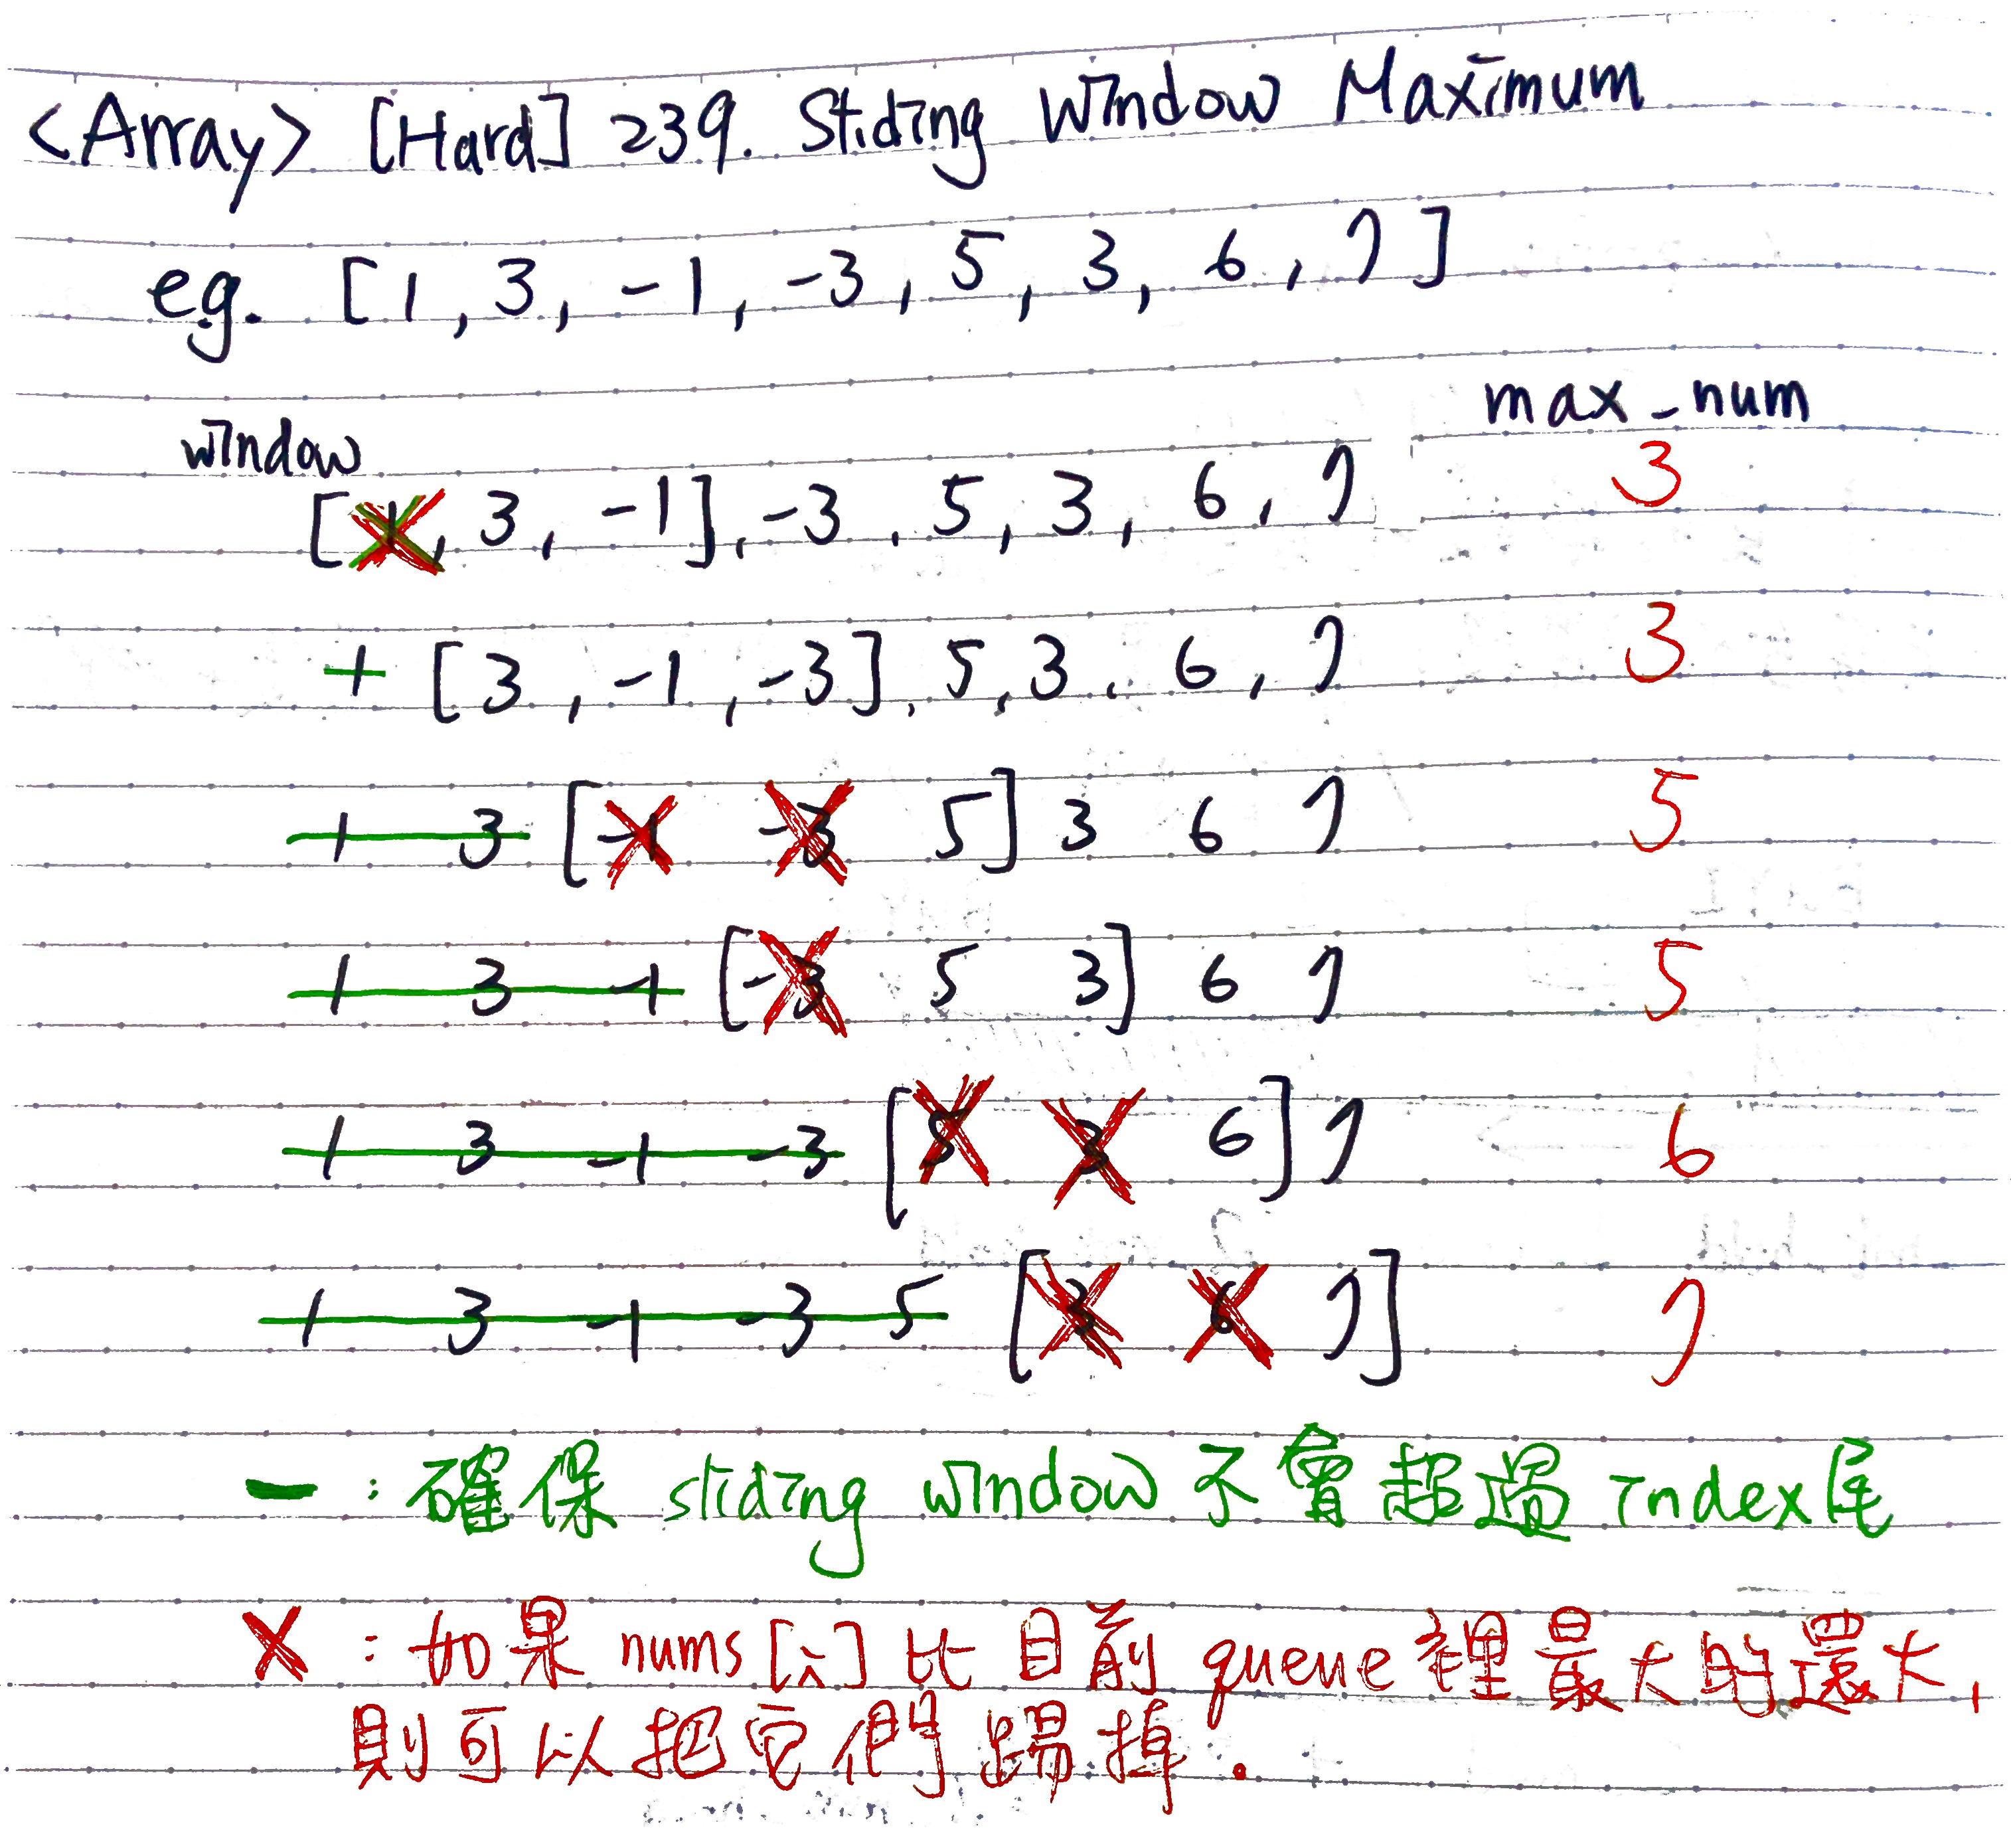 <Array> [Hard] 239. Sliding Window Maximum
eg. [1, 3, -1, -3, 5, 3, 6, 7]
window max_num
[1, 3, -1], -3, 5, 3, 6, 7 3
1 [3, -1, -3], 5, 3, 6, 7 3
1 3 [-1 -3 5] 3 6 7 5
1 3 -1 [-3 5 3] 6 7 5
1 3 -1 -3 [5 3 6] 7 6
1 3 -1 -3 5 [3 6 7] 7
— : 確保 sliding window 不會超過 index尾
X : 如果 nums[i] 比目前 queue 裡最大的還大,
則可以把它們踢掉.